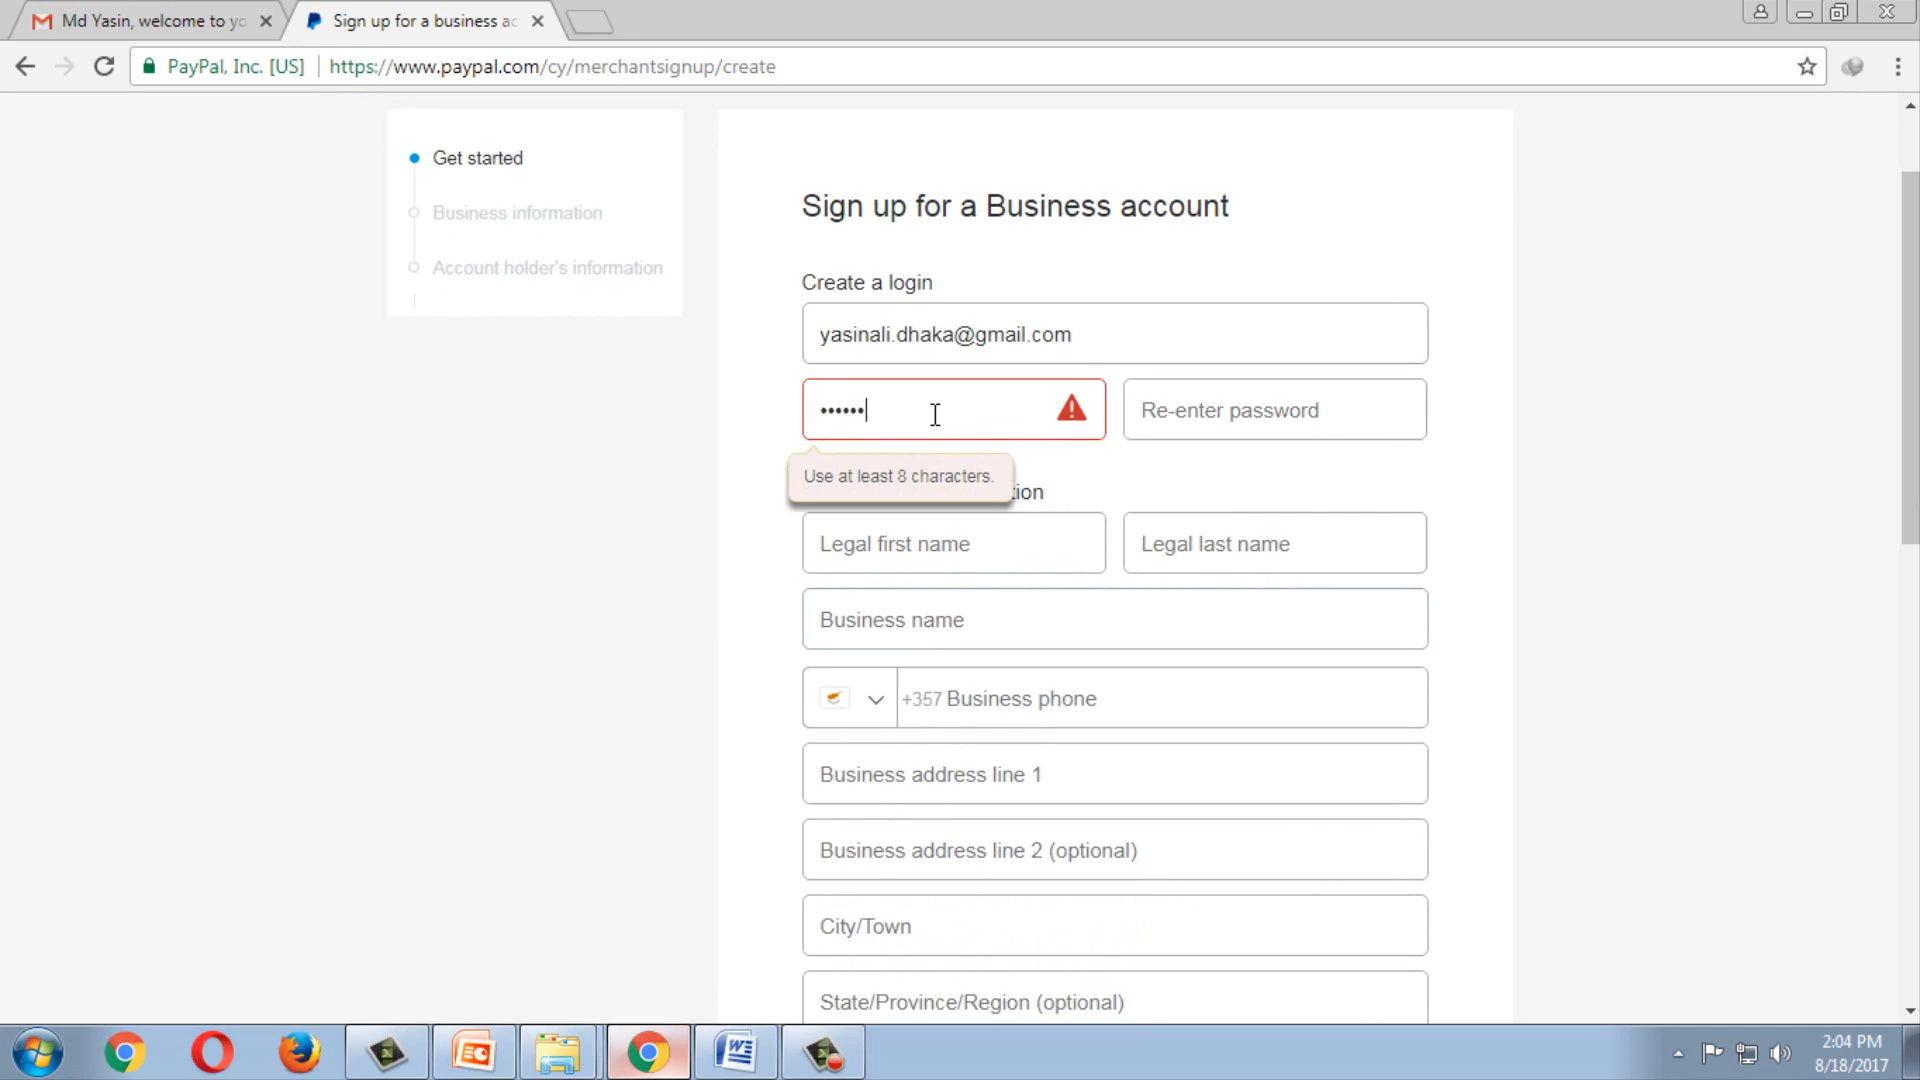 Md Yasin, welcome to yo
Sign up for a business ac
PayPal, Inc. [US]
https://www.paypal.com/cy/merchantsignup/create
Get started
Business information
Account holder's information
Sign up for a Business account
Create a login
yasinali.dhaka@gmail.com
••••••
Re-enter password
Use at least 8 characters.
tion
Legal first name
Legal last name
Business name
+357 Business phone
Business address line 1
Business address line 2 (optional)
City/Town
State/Province/Region (optional)
2:04 PM
8/18/2017